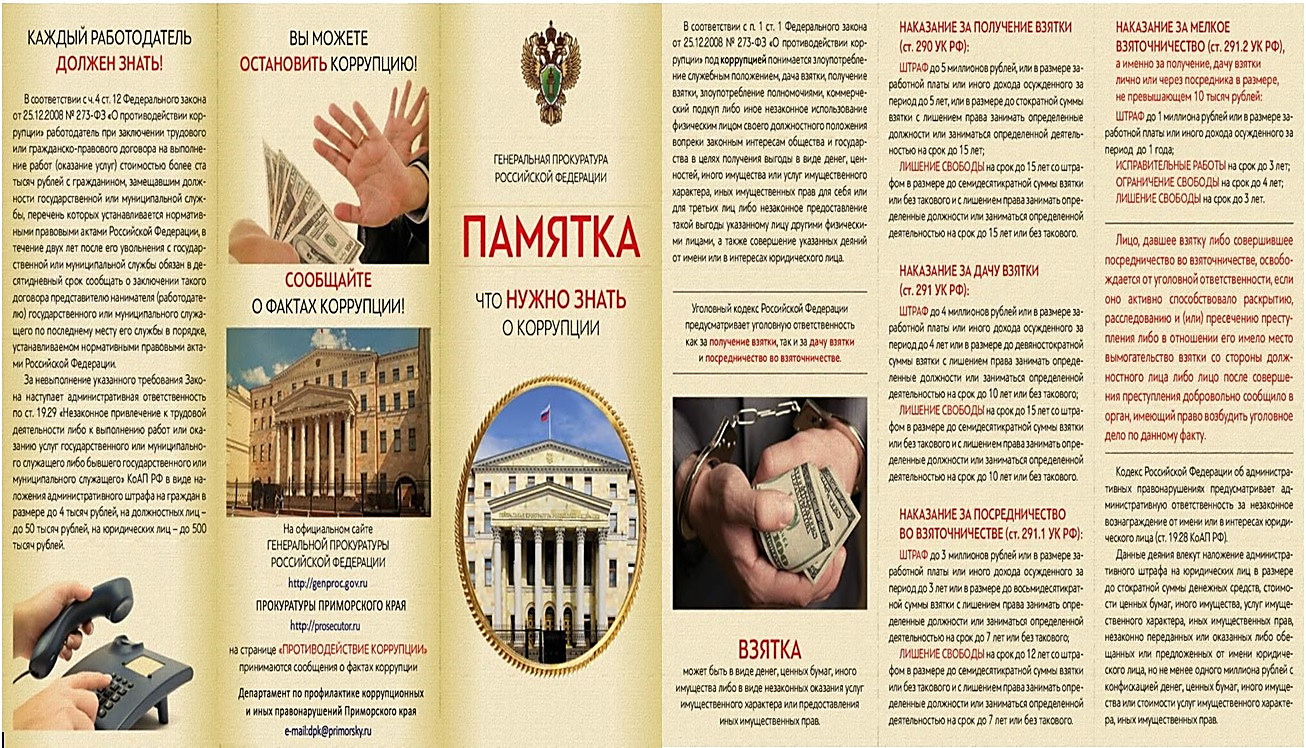 КАЖДЫЙ РАБОТОДАТЕЛЬ
ДОЛЖЕН ЗНАТЬ!
В соответствии с ч. 4 ст. 12 Федерального закона
от 25.12.2008 № 273-ФЗ «О противодействии кор-
рупции» работодатель при заключении трудового
или гражданско-правового договора на выполне-
ние работ (оказание услуг) стоимостью более ста
тысяч рублей с гражданином, замещавшим долж-
ности государственной или муниципальной служ-
бы, перечень которых устанавливается норматив-
ными правовыми актами Российской Федерации, в
течение двух лет после его увольнения с государ-
ственной или муниципальной службы обязан в де-
сятидневный срок сообщать о заключении такого
договора представителю нанимателя (работодате-
лю) государственного или муниципального служа-
щего по последнему месту его службы в порядке,
устанавливаемом нормативными правовыми акта-
ми Российской Федерации.
За невыполнение указанного требования Зако-
на наступает административная ответственность
по ст. 19.29 «Незаконное привлечение к трудовой
деятельности либо к выполнению работ или ока-
занию услуг государственного или муниципально-
го служащего либо бывшего государственного или
муниципального служащего» КоАП РФ в виде на-
ложения административного штрафа на граждан в
размере до 4 тысяч рублей, на должностных лиц –
до 50 тысяч рублей, на юридических лиц – до 500
тысяч рублей.
ВЫ МОЖЕТЕ
ОСТАНОВИТЬ КОРРУПЦИЮ!
СООБЩАЙТЕ
О ФАКТАХ КОРРУПЦИИ!
На официальном сайте
ГЕНЕРАЛЬНОЙ ПРОКУРАТУРЫ
РОССИЙСКОЙ ФЕДЕРАЦИИ
http://genproc.gov.ru
ПРОКУРАТУРЫ ПРИМОРСКОГО КРАЯ
http://prosecutor.ru
на странице «ПРОТИВОДЕЙСТВИЕ КОРРУПЦИИ»
принимаются сообщения о фактах коррупции
Департамент по профилактике коррупционных
и иных правонарушений Приморского края
e-mail:dpk@primorsky.ru
ГЕНЕРАЛЬНАЯ ПРОКУРАТУРА
РОССИЙСКОЙ ФЕДЕРАЦИИ
ПАМЯТКА
ЧТО НУЖНО ЗНАТЬ
О КОРРУПЦИИ
В соответствии с п. 1 ст. 1 Федерального закона
от 25.12.2008 № 273-ФЗ «О противодействии кор-
рупции» под коррупцией понимается злоупотребле-
ние служебным положением, дача взятки, получение
взятки, злоупотребление полномочиями, коммерче-
ский подкуп либо иное незаконное использование
физическим лицом своего должностного положения
вопреки законным интересам общества и государ-
ства в целях получения выгоды в виде денег, цен-
ностей, иного имущества или услуг имущественного
характера, иных имущественных прав для себя или
для третьих лиц либо незаконное предоставление
такой выгоды указанному лицу другими физически-
ми лицами, а также совершение указанных деяний
от имени или в интересах юридического лица.
Уголовный кодекс Российской Федерации
предусматривает уголовную ответственность
как за получение взятки, так и за дачу взятки
и посредничество во взяточничестве.
ВЗЯТКА
может быть в виде денег, ценных бумаг, иного
имущества либо в виде незаконных оказания услуг
имущественного характера или предоставления
иных имущественных прав.
НАКАЗАНИЕ ЗА ПОЛУЧЕНИЕ ВЗЯТКИ
(ст. 290 УК РФ):
ШТРАФ до 5 миллионов рублей, или в размере за-
работной платы или иного дохода осужденного за
период до 5 лет, или в размере до стократной суммы
взятки с лишением права занимать определенные
должности или заниматься определенной деятель-
ностью на срок до 15 лет;
ЛИШЕНИЕ СВОБОДЫ на срок до 15 лет со штра-
фом в размере до семидесятикратной суммы взятки
или без такового и с лишением права занимать опре-
деленные должности или заниматься определенной
деятельностью на срок до 15 лет или без такового.
НАКАЗАНИЕ ЗА ДАЧУ ВЗЯТКИ
(ст. 291 УК РФ):
ШТРАФ до 4 миллионов рублей, или в размере за-
работной платы или иного дохода осужденного за
период до 4 лет, или в размере до девяностократной
суммы взятки с лишением права занимать опреде-
ленные должности или заниматься определенной
деятельностью на срок до 10 лет или без такового;
ЛИШЕНИЕ СВОБОДЫ на срок до 15 лет со штра-
фом в размере до семидесятикратной суммы взятки
или без такового и с лишением права занимать опре-
деленные должности или заниматься определенной
деятельностью на срок до 10 лет или без такового.
НАКАЗАНИЕ ЗА ПОСРЕДНИЧЕСТВО
ВО ВЗЯТОЧНИЧЕСТВЕ (ст. 291.1 УК РФ):
ШТРАФ до 3 миллионов рублей, или в размере за-
работной платы или иного дохода осужденного за
период до 3 лет, или в размере до восьмидесятикрат-
ной суммы взятки с лишением права занимать опре-
деленные должности или заниматься определенной
деятельностью на срок до 7 лет или без такового;
ЛИШЕНИЕ СВОБОДЫ на срок до 12 лет со штра-
фом в размере до семидесятикратной суммы взятки
или без такового и с лишением права занимать опре-
деленные должности или заниматься определенной
деятельностью на срок до 7 лет или без такового.
НАКАЗАНИЕ ЗА МЕЛКОЕ
ВЗЯТОЧНИЧЕСТВО (ст. 291.2 УК РФ),
а именно за получение, дачу взятки
лично или через посредника в размере,
не превышающем 10 тысяч рублей:
ШТРАФ до 1 миллиона рублей или в размере за-
работной платы или иного дохода осужденного за
период до 1 года;
ИСПРАВИТЕЛЬНЫЕ РАБОТЫ на срок до 3 лет;
ОГРАНИЧЕНИЕ СВОБОДЫ на срок до 4 лет;
ЛИШЕНИЕ СВОБОДЫ на срок до 3 лет.
Лицо, давшее взятку либо совершившее
посредничество во взяточничестве, освобо-
ждается от уголовной ответственности, если
оно активно способствовало раскрытию,
расследованию и (или) пресечению престу-
пления либо в отношении его имело место
вымогательство взятки со стороны долж-
ностного лица либо лицо после соверше-
ния преступления добровольно сообщило в
орган, имеющий право возбудить уголовное
дело по данному факту.
Кодекс Российской Федерации об администра-
тивных правонарушениях предусматривает ад-
министративную ответственность за незаконное
вознаграждение от имени или в интересах юриди-
ческого лица (ст. 19.28 КоАП РФ).
Данные деяния влекут наложение администра-
тивного штрафа на юридических лиц в размере
до стократной суммы денежных средств, стоимо-
сти ценных бумаг, иного имущества, услуг имуще-
ственного характера, иных имущественных прав,
незаконно переданных или оказанных либо обе-
щанных или предложенных от имени юриди-
ческого лица, но не менее одного миллиона рублей с
конфискацией денег, ценных бумаг, иного имуще-
ства или стоимости услуг имущественного характе-
ра, иных имущественных прав.